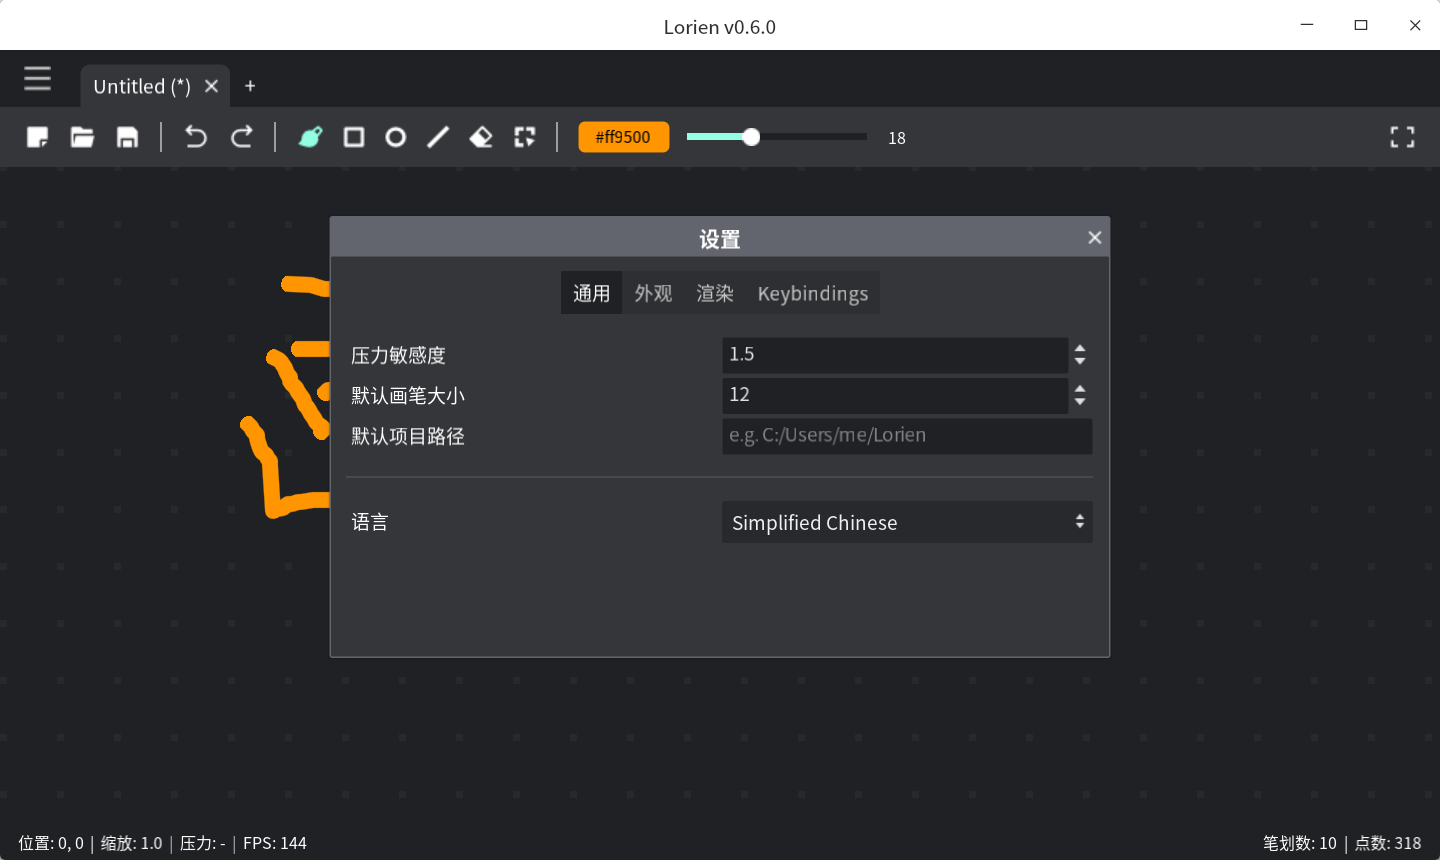 Lorien v0.6.0
Untitled (*)
#ff9500
18
设置
通用 外观 渲染 Keybindings
压力敏感度 1.5
默认画笔大小 12
默认项目路径 e.g. C:/Users/me/Lorien
语言 Simplified Chinese
位置: 0, 0 | 缩放: 1.0 | 压力: - | FPS: 144
笔划数: 10 | 点数: 318